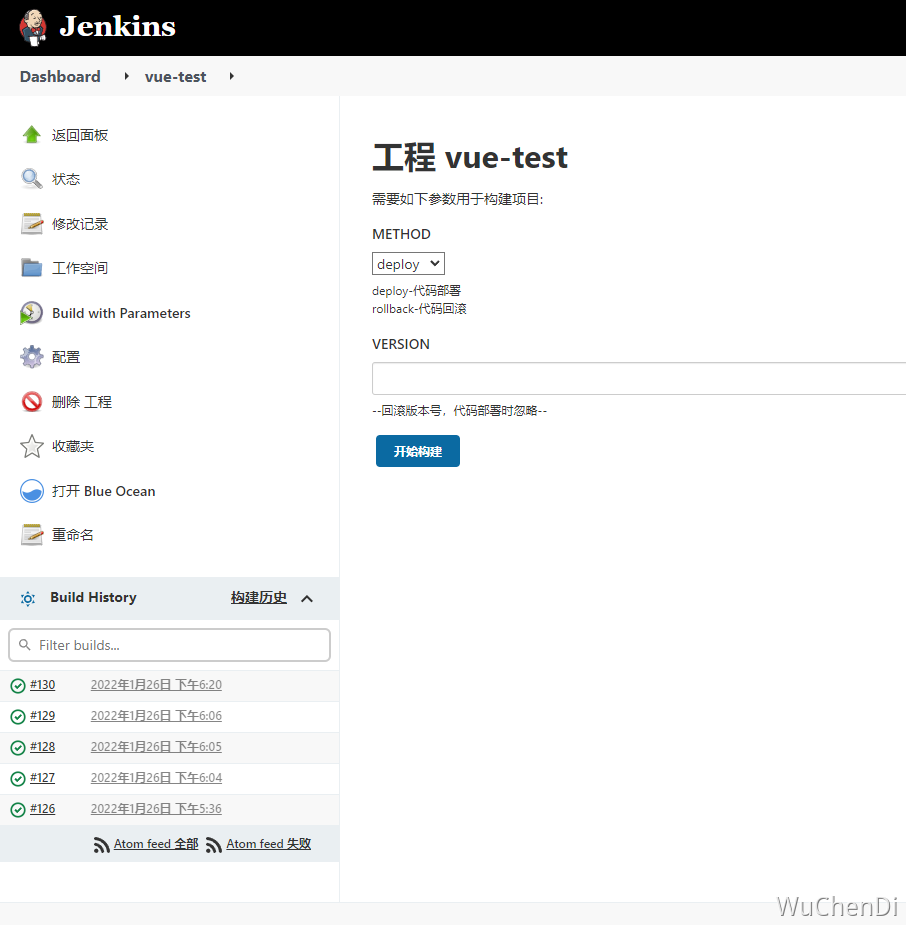 Jenkins
Dashboard
vue-test
返回面板
状态
修改记录
工作空间
Build with Parameters
配置
删除 工程
收藏夹
打开 Blue Ocean
重命名
Build History
构建历史
Filter builds...
#130 2022年1月26日 下午6:20
#129 2022年1月26日 下午6:06
#128 2022年1月26日 下午6:05
#127 2022年1月26日 下午6:04
#126 2022年1月26日 下午5:36
Atom feed 全部 Atom feed 失败
工程 vue-test
需要如下参数用于构建项目:
METHOD
deploy
deploy-代码部署
rollback-代码回滚
VERSION
--回滚版本号，代码部署时忽略--
开始构建
WuChenDi